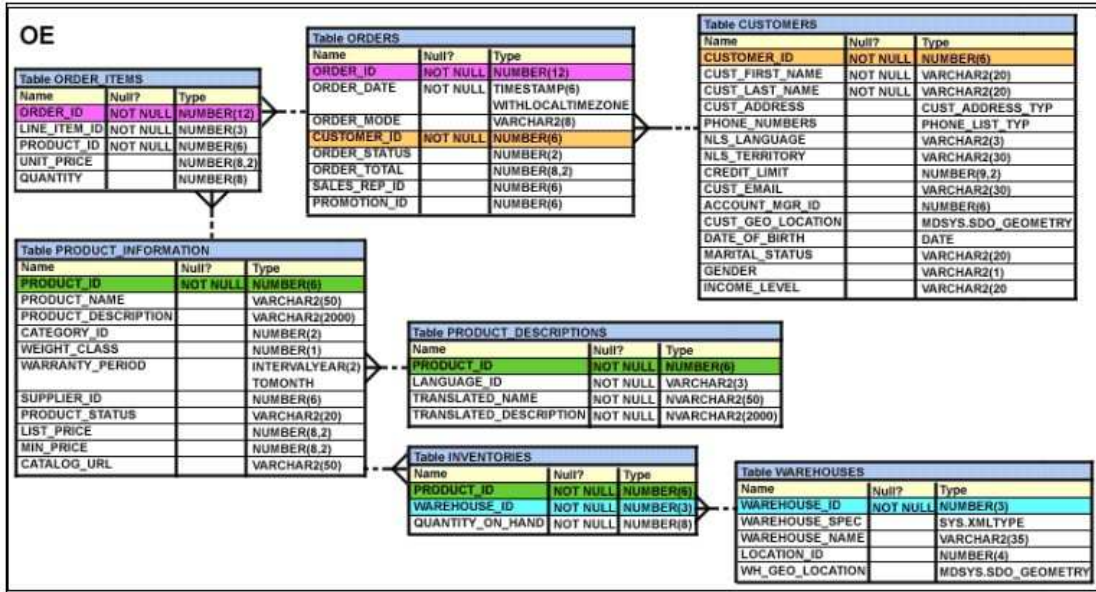 OE
Table ORDER_ITEMS
Name Null? Type
ORDER_ID NOT NULL NUMBER(12)
LINE_ITEM_ID NOT NULL NUMBER(3)
PRODUCT_ID NOT NULL NUMBER(6)
UNIT_PRICE NUMBER(8,2)
QUANTITY NUMBER(8)
Table ORDERS
Name Null? Type
ORDER_ID NOT NULL NUMBER(12)
ORDER_DATE NOT NULL TIMESTAMP(6)
WITHLOCALTIMEZONE
ORDER_MODE VARCHAR2(8)
CUSTOMER_ID NOT NULL NUMBER(6)
ORDER_STATUS NUMBER(2)
ORDER_TOTAL NUMBER(8,2)
SALES_REP_ID NUMBER(6)
PROMOTION_ID NUMBER(6)
Table CUSTOMERS
Name Null? Type
CUSTOMER_ID NOT NULL NUMBER(6)
CUST_FIRST_NAME NOT NULL VARCHAR2(20)
CUST_LAST_NAME NOT NULL VARCHAR2(20)
CUST_ADDRESS CUST_ADDRESS_TYP
PHONE_NUMBERS PHONE_LIST_TYP
NLS_LANGUAGE VARCHAR2(3)
NLS_TERRITORY VARCHAR2(30)
CREDIT_LIMIT NUMBER(9,2)
CUST_EMAIL VARCHAR2(30)
ACCOUNT_MGR_ID NUMBER(6)
CUST_GEO_LOCATION MDSYS.SDO_GEOMETRY
DATE_OF_BIRTH DATE
MARITAL_STATUS VARCHAR2(20)
GENDER VARCHAR2(1)
INCOME_LEVEL VARCHAR2(20
Table PRODUCT_INFORMATION
Name Null? Type
PRODUCT_ID NOT NULL NUMBER(6)
PRODUCT_NAME VARCHAR2(50)
PRODUCT_DESCRIPTION VARCHAR2(2000)
CATEGORY_ID NUMBER(2)
WEIGHT_CLASS NUMBER(1)
WARRANTY_PERIOD INTERVALYEAR(2)
TOMONTH
SUPPLIER_ID NUMBER(6)
PRODUCT_STATUS VARCHAR2(20)
LIST_PRICE NUMBER(8,2)
MIN_PRICE NUMBER(8,2)
CATALOG_URL VARCHAR2(50)
Table PRODUCT_DESCRIPTIONS
Name Null? Type
PRODUCT_ID NOT NULL NUMBER(6)
LANGUAGE_ID NOT NULL VARCHAR2(3)
TRANSLATED_NAME NOT NULL NVARCHAR2(50)
TRANSLATED_DESCRIPTION NOT NULL NVARCHAR2(2000)
Table INVENTORIES
Name Null? Type
PRODUCT_ID NOT NULL NUMBER(6)
WAREHOUSE_ID NOT NULL NUMBER(3)
QUANTITY_ON_HAND NOT NULL NUMBER(8)
Table WAREHOUSES
Name Null? Type
WAREHOUSE_ID NOT NULL NUMBER(3)
WAREHOUSE_SPEC SYS.XMLTYPE
WAREHOUSE_NAME VARCHAR2(35)
LOCATION_ID NUMBER(4)
WH_GEO_LOCATION MDSYS.SDO_GEOMETRY